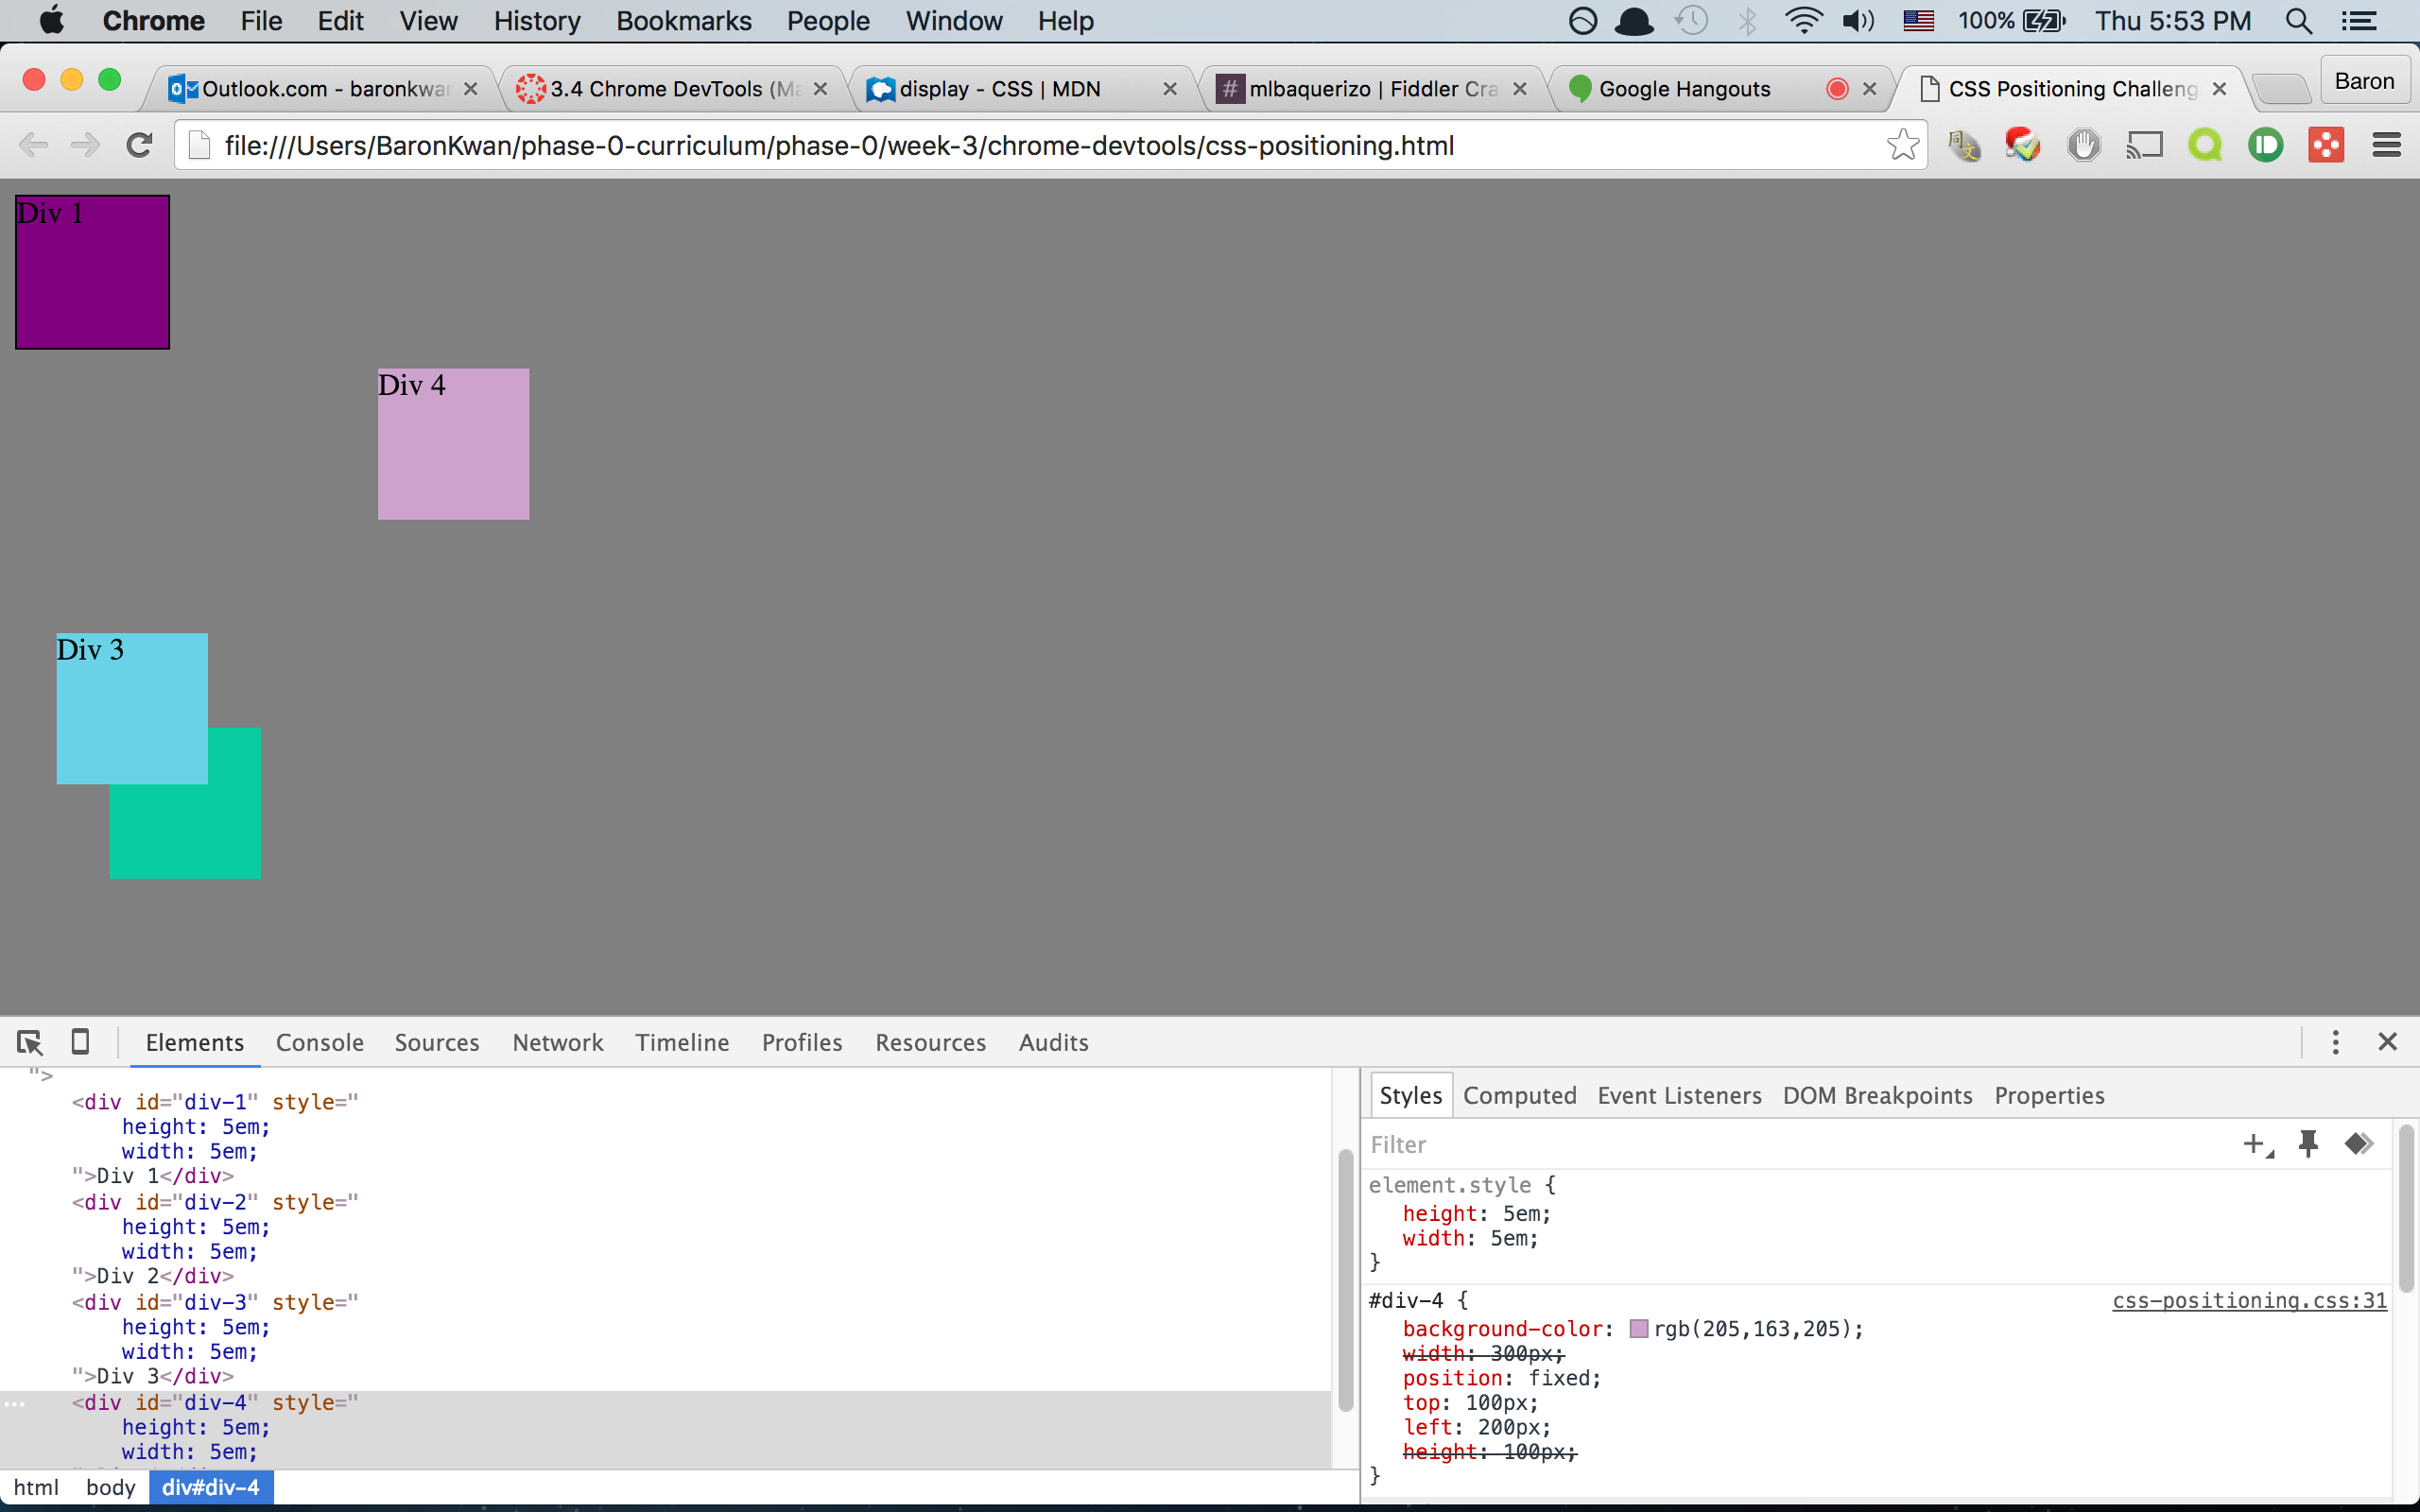 Chrome File Edit View History Bookmarks People Window Help 100% Thu 5:53 PM
Outlook.com - baronkwar 3.4 Chrome DevTools (Ma display - CSS | MDN # mlbaquerizo | Fiddler Cra Google Hangouts CSS Positioning Challeng Baron
file:///Users/BaronKwan/phase-0-curriculum/phase-0/week-3/chrome-devtools/css-positioning.html
Div 1
Div 4
Div 3
Elements Console Sources Network Timeline Profiles Resources Audits
">
<div id="div-1" style="
height: 5em;
width: 5em;
">Div 1</div>
<div id="div-2" style="
height: 5em;
width: 5em;
">Div 2</div>
<div id="div-3" style="
height: 5em;
width: 5em;
">Div 3</div>
<div id="div-4" style="
height: 5em;
width: 5em;
html body div#div-4
Styles Computed Event Listeners DOM Breakpoints Properties
Filter
element.style {
height: 5em;
width: 5em;
}
#div-4 { css-positioning.css:31
background-color: rgb(205,163,205);
width: 300px;
position: fixed;
top: 100px;
left: 200px;
height: 100px;
}